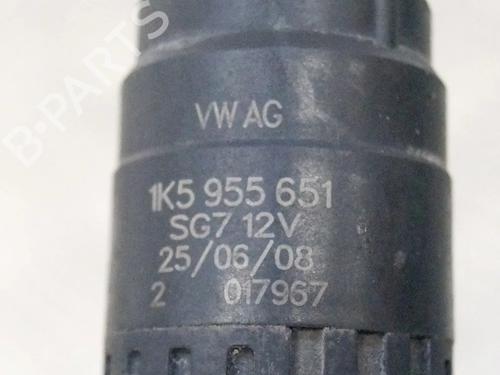 B-PARTS
VW AG
1K5 955 651
SG7 12V
25/06/08
2 017967